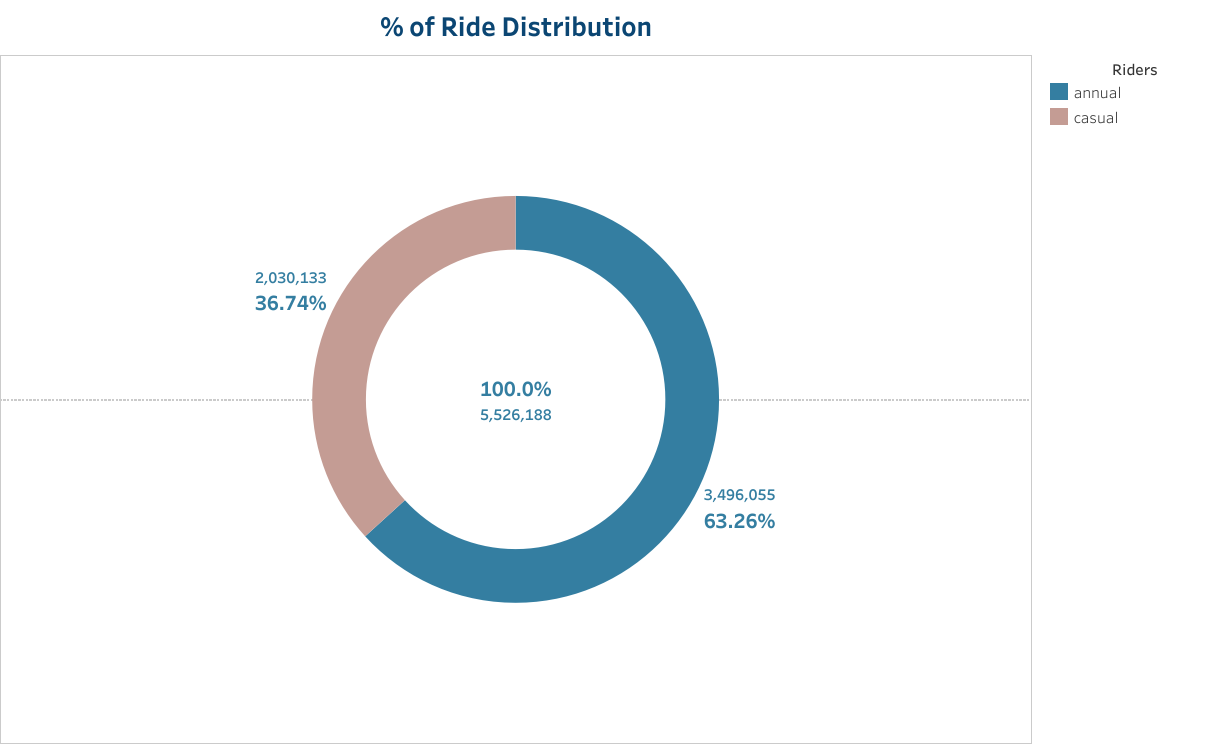 % of Ride Distribution
Riders
annual
casual
2,030,133
36.74%
100.0%
5,526,188
3,496,055
63.26%